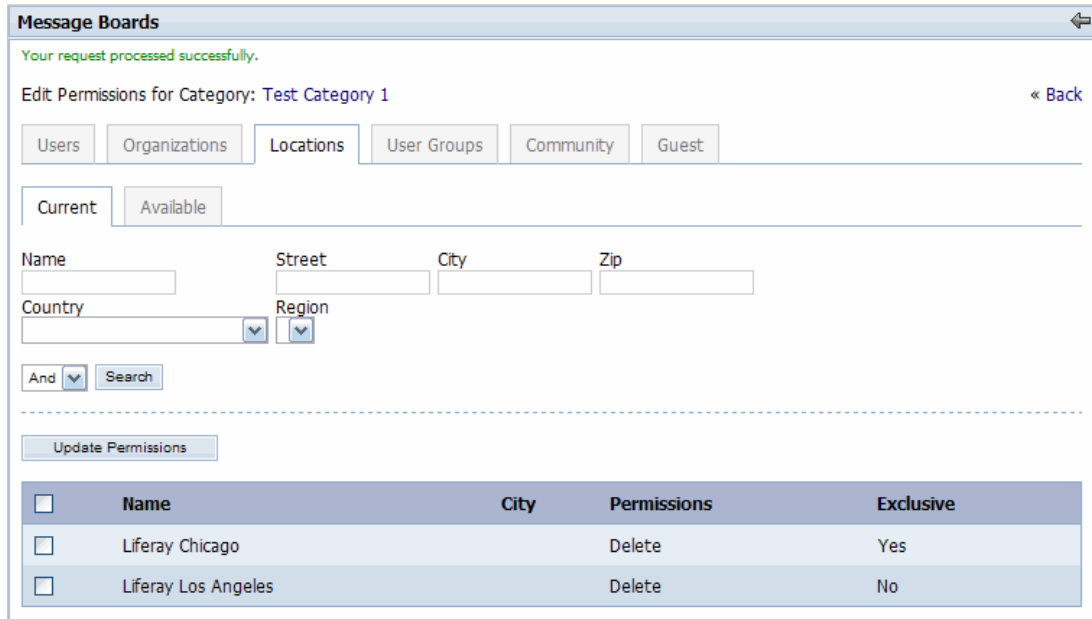 Message Boards
Your request processed successfully.
Edit Permissions for Category: Test Category 1 « Back
Users Organizations Locations User Groups Community Guest
Current Available
Name Street City Zip
Country Region
And Search
Update Permissions
Name City Permissions Exclusive
Liferay Chicago Delete Yes
Liferay Los Angeles Delete No